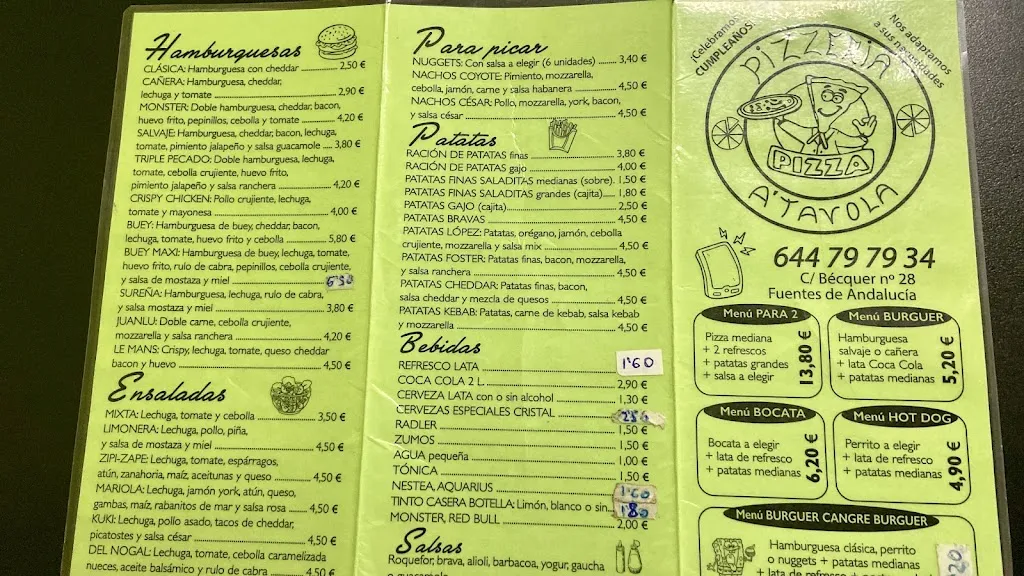 Hamburguesas
CLÁSICA: Hamburguesa con cheddar 2,50 €
CAÑERA: Hamburguesa, cheddar,
lechuga y tomate 2,90 €
MONSTER: Doble hamburguesa, cheddar, bacon,
huevo frito, pepinillos, cebolla y tomate 4,20 €
SALVAJE: Hamburguesa, cheddar, bacon, lechuga,
tomate, pimiento jalapeño y salsa guacamole 3,80 €
TRIPLE PECADO: Doble hamburguesa, lechuga,
tomate, cebolla crujiente, huevo frito,
pimiento jalapeño y salsa ranchera 4,20 €
CRISPY CHICKEN: Pollo crujiente, lechuga,
tomate y mayonesa 4,00 €
BUEY: Hamburguesa de buey, cheddar, bacon,
lechuga, tomate, huevo frito y cebolla 5,80 €
BUEY MAXI: Hamburguesa de buey, lechuga, tomate,
huevo frito, rulo de cabra, pepinillos, cebolla crujiente,
y salsa de mostaza y miel
SUREÑA: Hamburguesa, lechuga, rulo de cabra,
y salsa mostaza y miel 3,80 €
JUANLU: Doble carne, cebolla crujiente,
mozzarella y salsa ranchera 4,20 €
LE MANS: Crispy, lechuga, tomate, queso cheddar
bacon y huevo 4,50 €
Ensaladas
MIXTA: Lechuga, tomate y cebolla 3,50 €
LIMONERA: Lechuga, pollo, piña,
y salsa de mostaza y miel 4,50 €
ZIPI-ZAPE: Lechuga, tomate, espárragos,
atún, zanahoria, maíz, aceitunas y queso 4,50 €
MARIOLA: Lechuga, jamón york, atún, queso,
gambas, maíz, rabanitos de mar y salsa rosa 4,50 €
KUKI: Lechuga, pollo asado, tacos de cheddar,
picatostes y salsa césar 4,50 €
DEL NOGAL: Lechuga, tomate, cebolla caramelizada
nueces, aceite balsámico y rulo de cabra 4,50 €
Para picar
NUGGETS: Con salsa a elegir (6 unidades) 3,40 €
NACHOS COYOTE: Pimiento, mozzarella,
cebolla, jamón, carne y salsa habanera 4,50 €
NACHOS CÉSAR: Pollo, mozzarella, york, bacon,
y salsa césar 4,50 €
Patatas
RACIÓN DE PATATAS finas 3,80 €
RACIÓN DE PATATAS gajo 4,00 €
PATATAS FINAS SALADITAS medianas (sobre). 1,50 €
PATATAS FINAS SALADITAS grandes (cajita) 1,80 €
PATATAS GAJO (cajita) 2,50 €
PATATAS BRAVAS 4,50 €
PATATAS LÓPEZ: Patatas, orégano, jamón, cebolla
crujiente, mozzarella y salsa mix 4,50 €
PATATAS FOSTER: Patatas finas, bacon, mozzarella,
y salsa ranchera 4,50 €
PATATAS CHEDDAR: Patatas finas, bacon,
salsa cheddar y mezcla de quesos 4,50 €
PATATAS KEBAB: Patatas, carne de kebab, salsa kebab
y mozzarella 4,50 €
Bebidas
REFRESCO LATA 1'60
COCA COLA 2 L. 2,90 €
CERVEZA LATA con o sin alcohol 1,30 €
CERVEZAS ESPECIALES CRISTAL
RADLER 1,50 €
ZUMOS 1,50 €
AGUA pequeña 1,00 €
TÓNICA 1,50 €
NESTEA, AQUARIUS 1'60
TINTO CASERA BOTELLA: Limón, blanco o sin 1'80
MONSTER, RED BULL 2,00 €
Salsas
Roquefor, brava, alioli, barbacoa, yogur, gaucha
o guacamole
¡Celebramos
CUMPLEAÑOS!
Nos adaptamos
a sus necesidades
PIZZERIA
PIZZA
A'TAVOLA
644 79 79 34
C/ Bécquer nº 28
Fuentes de Andalucía
Menú PARA 2
Pizza mediana
+ 2 refrescos
+ patatas grandes
+ salsa a elegir
13,80 €
Menú BURGUER
Hamburguesa
salvaje o cañera
+ lata Coca Cola
+ patatas medianas
5,20 €
Menú BOCATA
Bocata a elegir
+ lata de refresco
+ patatas medianas
6,20 €
Menú HOT DOG
Perrito a elegir
+ lata de refresco
+ patatas medianas
4,90 €
Menú BURGUER CANGRE BURGUER
Hamburguesa clásica, perrito
o nuggets + patatas medianas
+ lata de refresco